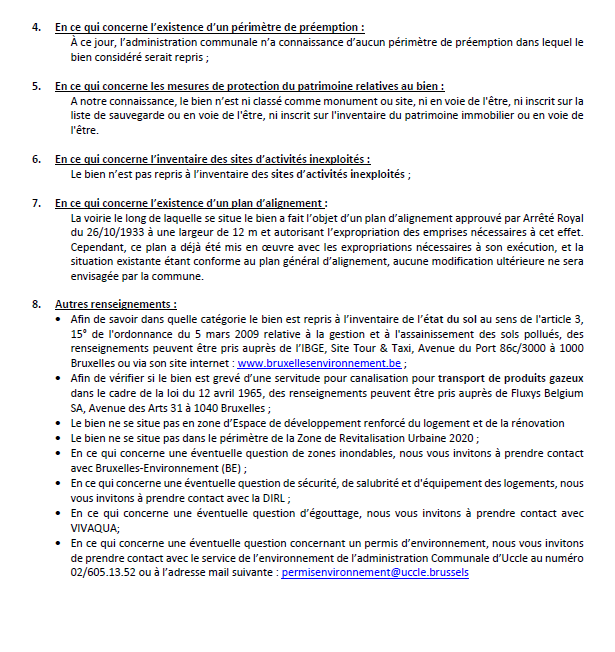 4. En ce qui concerne l’existence d’un périmètre de préemption :
À ce jour, l’administration communale n’a connaissance d’aucun périmètre de préemption dans lequel le
bien considéré serait repris ;
5. En ce qui concerne les mesures de protection du patrimoine relatives au bien :
A notre connaissance, le bien n’est ni classé comme monument ou site, ni en voie de l'être, ni inscrit sur la
liste de sauvegarde ou en voie de l'être, ni inscrit sur l'inventaire du patrimoine immobilier ou en voie de
l'être.
6. En ce qui concerne l’inventaire des sites d’activités inexploités :
Le bien n’est pas repris à l’inventaire des sites d’activités inexploités ;
7. En ce qui concerne l’existence d’un plan d’alignement :
La voirie le long de laquelle se situe le bien a fait l’objet d’un plan d’alignement approuvé par Arrêté Royal
du 26/10/1933 à une largeur de 12 m et autorisant l’expropriation des emprises nécessaires à cet effet.
Cependant, ce plan a déjà été mis en œuvre avec les expropriations nécessaires à son exécution, et la
situation existante étant conforme au plan général d’alignement, aucune modification ultérieure ne sera
envisagée par la commune.
8. Autres renseignements :
• Afin de savoir dans quelle catégorie le bien est repris à l’inventaire de l’état du sol au sens de l'article 3,
15° de l'ordonnance du 5 mars 2009 relative à la gestion et à l'assainissement des sols pollués, des
renseignements peuvent être pris auprès de l’IBGE, Site Tour & Taxi, Avenue du Port 86c/3000 à 1000
Bruxelles ou via son site internet : www.bruxellesenvironnement.be ;
• Afin de vérifier si le bien est grevé d’une servitude pour canalisation pour transport de produits gazeux
dans le cadre de la loi du 12 avril 1965, des renseignements peuvent être pris auprès de Fluxys Belgium
SA, Avenue des Arts 31 à 1040 Bruxelles ;
• Le bien ne se situe pas en zone d’Espace de développement renforcé du logement et de la rénovation
• Le bien ne se situe pas dans le périmètre de la Zone de Revitalisation Urbaine 2020 ;
• En ce qui concerne une éventuelle question de zones inondables, nous vous invitons à prendre contact
avec Bruxelles-Environnement (BE) ;
• En ce qui concerne une éventuelle question de sécurité, de salubrité et d'équipement des logements, nous
vous invitons à prendre contact avec la DIRL ;
• En ce qui concerne une éventuelle question d’égouttage, nous vous invitons à prendre contact avec
VIVAQUA;
• En ce qui concerne une éventuelle question concernant un permis d’environnement, nous vous invitons
de prendre contact avec le service de l’environnement de l’administration Communale d’Uccle au numéro
02/605.13.52 ou à l’adresse mail suivante : permisenvironnement@uccle.brussels